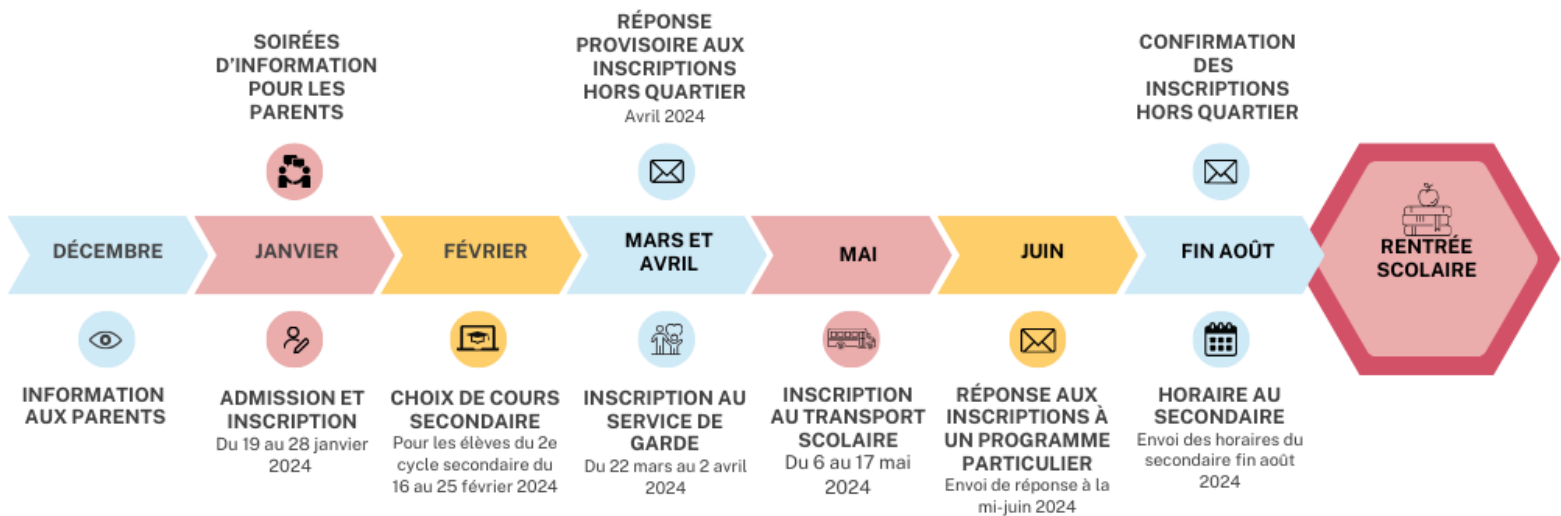 SOIRÉES
D'INFORMATION
POUR LES
PARENTS
RÉPONSE
PROVISOIRE AUX
INSCRIPTIONS
HORS QUARTIER
Avril 2024
CONFIRMATION
DES
INSCRIPTIONS
HORS QUARTIER
DÉCEMBRE
JANVIER
FÉVRIER
MARS ET
AVRIL
MAI
JUIN
FIN AOÛT
RENTRÉE
SCOLAIRE
INFORMATION
AUX PARENTS
ADMISSION ET
INSCRIPTION
Du 19 au 28 janvier
2024
CHOIX DE COURS
SECONDAIRE
Pour les élèves du 2e
cycle secondaire du
16 au 25 février 2024
INSCRIPTION AU
SERVICE DE
GARDE
Du 22 mars au 2 avril
2024
INSCRIPTION
AU TRANSPORT
SCOLAIRE
Du 6 au 17 mai
2024
RÉPONSE AUX
INSCRIPTIONS À
UN PROGRAMME
PARTICULIER
Envoi de réponse à la
mi-juin 2024
HORAIRE AU
SECONDAIRE
Envoi des horaires du
secondaire fin août
2024